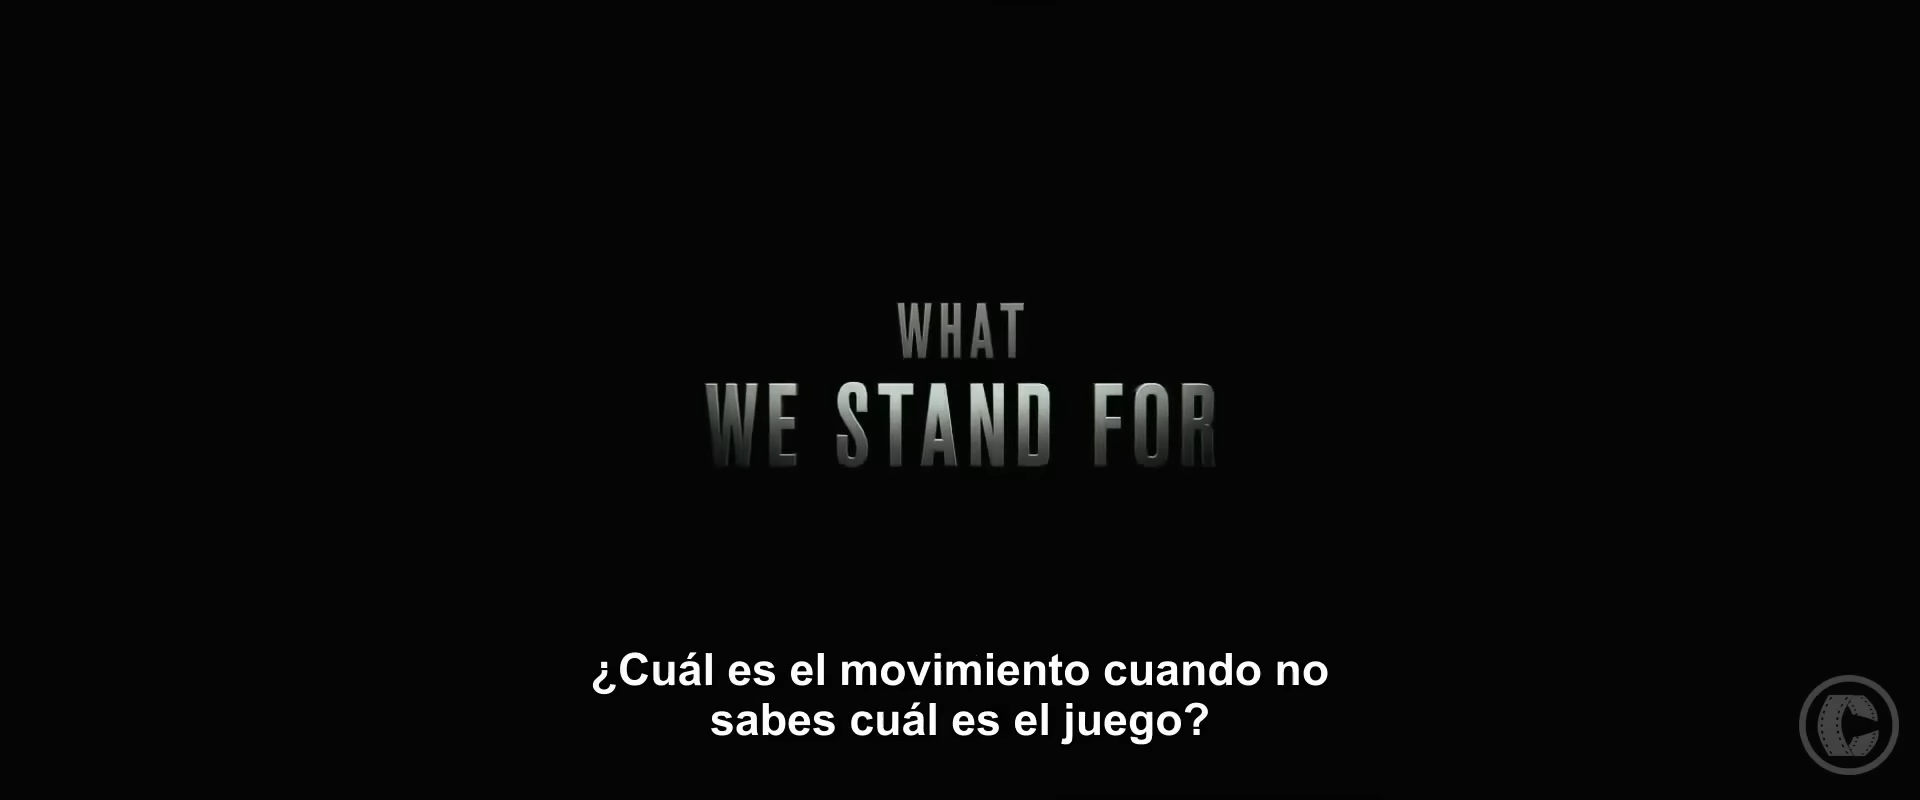 WHAT
WE STAND FOR
¿Cuál es el movimiento cuando no
sabes cuál es el juego?